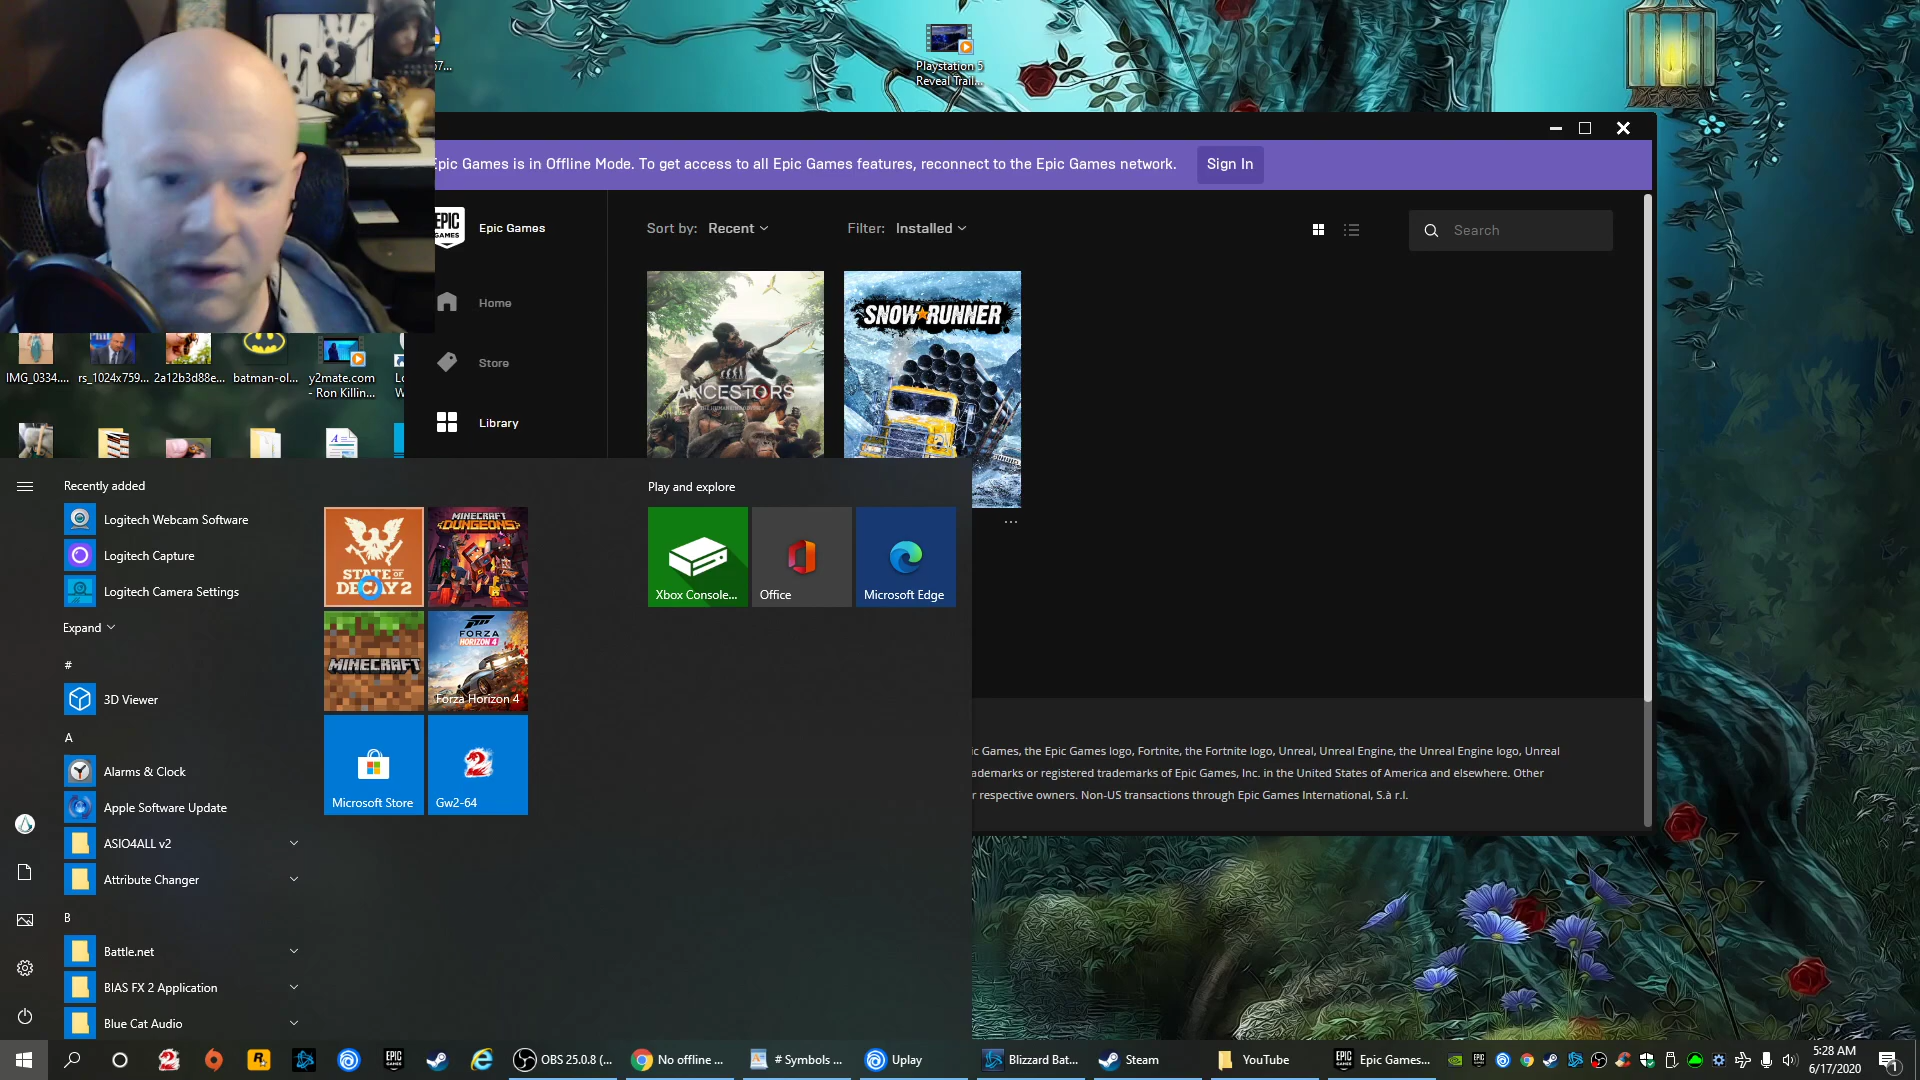 67...
Playstation 5
Reveal Trail...
Epic Games is in Offline Mode. To get access to all Epic Games features, reconnect to the Epic Games network.
Sign In
EPIC
GAMES
Epic Games
Sort by: Recent
Filter: Installed
Search
Home
Store
Library
ANCESTORS
SNOWRUNNER
IMG_0334....
rs_1024x759...
2a12b3d88e...
batman-ol...
y2mate.com
- Ron Killin...
Recently added
Logitech Webcam Software
Logitech Capture
Logitech Camera Settings
Expand
#
3D Viewer
A
Alarms & Clock
Apple Software Update
ASIO4ALL v2
Attribute Changer
B
Battle.net
BIAS FX 2 Application
Blue Cat Audio
STATE OF
DECAY 2
MINECRAFT
DUNGEONS
MINECRAFT
FORZA
HORIZON 4
Forza Horizon 4
Microsoft Store
Gw2-64
Play and explore
Xbox Console...
Office
Microsoft Edge
...
ic Games, the Epic Games logo, Fortnite, the Fortnite logo, Unreal, Unreal Engine, the Unreal Engine logo, Unreal
ademarks or registered trademarks of Epic Games, Inc. in the United States of America and elsewhere. Other
r respective owners. Non-US transactions through Epic Games International, S.à r.l.
OBS 25.0.8 (...
No offline ...
# Symbols ...
Uplay
Blizzard Bat...
Steam
YouTube
Epic Games...
5:28 AM
6/17/2020
1